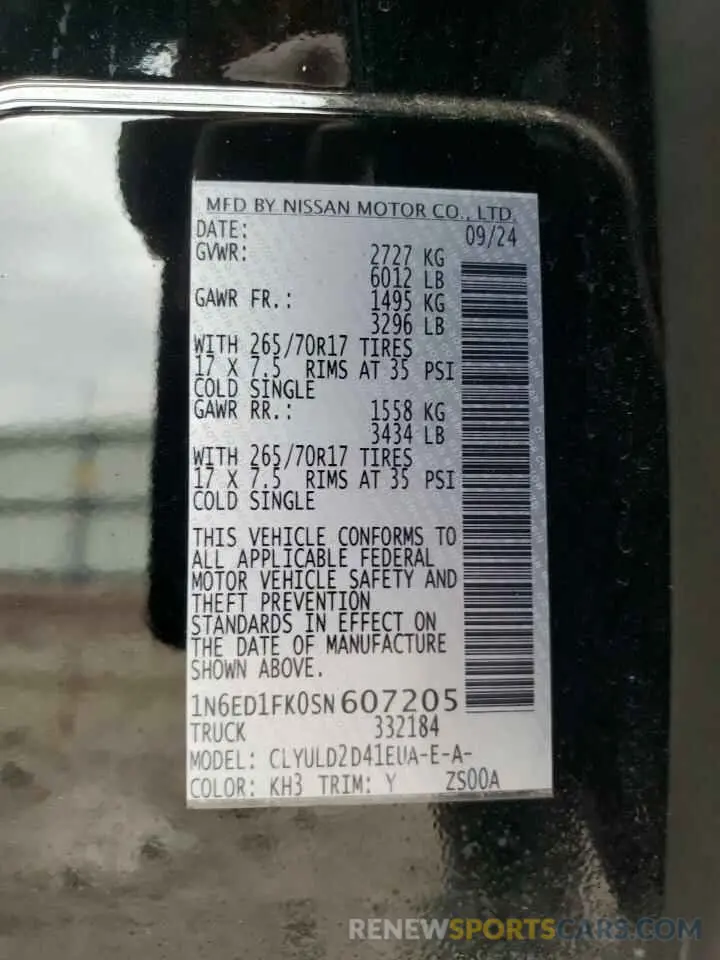 MFD BY NISSAN MOTOR CO., LTD.
DATE: 09/24
GVWR: 2727 KG
6012 LB
GAWR FR.: 1495 KG
3296 LB
WITH 265/70R17 TIRES
17 X 7.5 RIMS AT 35 PSI
COLD SINGLE
GAWR RR.: 1558 KG
3434 LB
WITH 265/70R17 TIRES
17 X 7.5 RIMS AT 35 PSI
COLD SINGLE
THIS VEHICLE CONFORMS TO
ALL APPLICABLE FEDERAL
MOTOR VEHICLE SAFETY AND
THEFT PREVENTION
STANDARDS IN EFFECT ON
THE DATE OF MANUFACTURE
SHOWN ABOVE.
1N6ED1FK0SN607205
TRUCK 332184
MODEL: CLYULD2D41EUA-E-A-
COLOR: KH3 TRIM: Y ZS00A
RENEWSPORTSCARS.COM